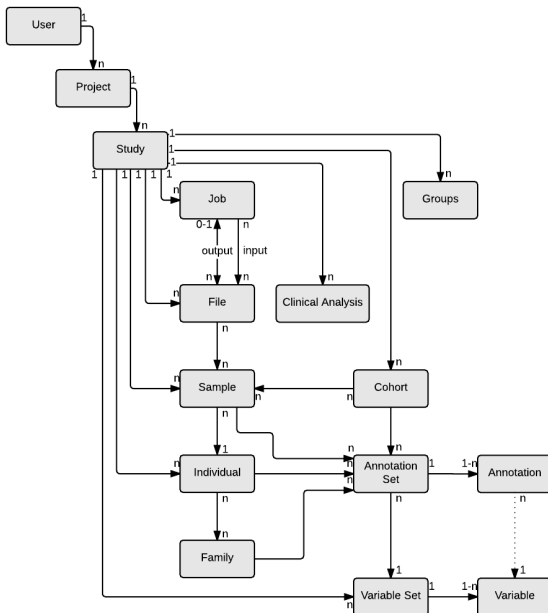 User
1
n
Project
1
n
Study
1
1
1
1 1 1 1 1 1
n
Job
n
Groups
0-1 n
output input
n n
n
File
n
Clinical Analysis
n
n
n
n
Sample
n
n
Cohort
n
n
1
n
n
n
Individual
n
n
Annotation
Set
1
1-n
Annotation
n
n
n
n
Family
1
1
Variable Set
n
1
1-n
Variable